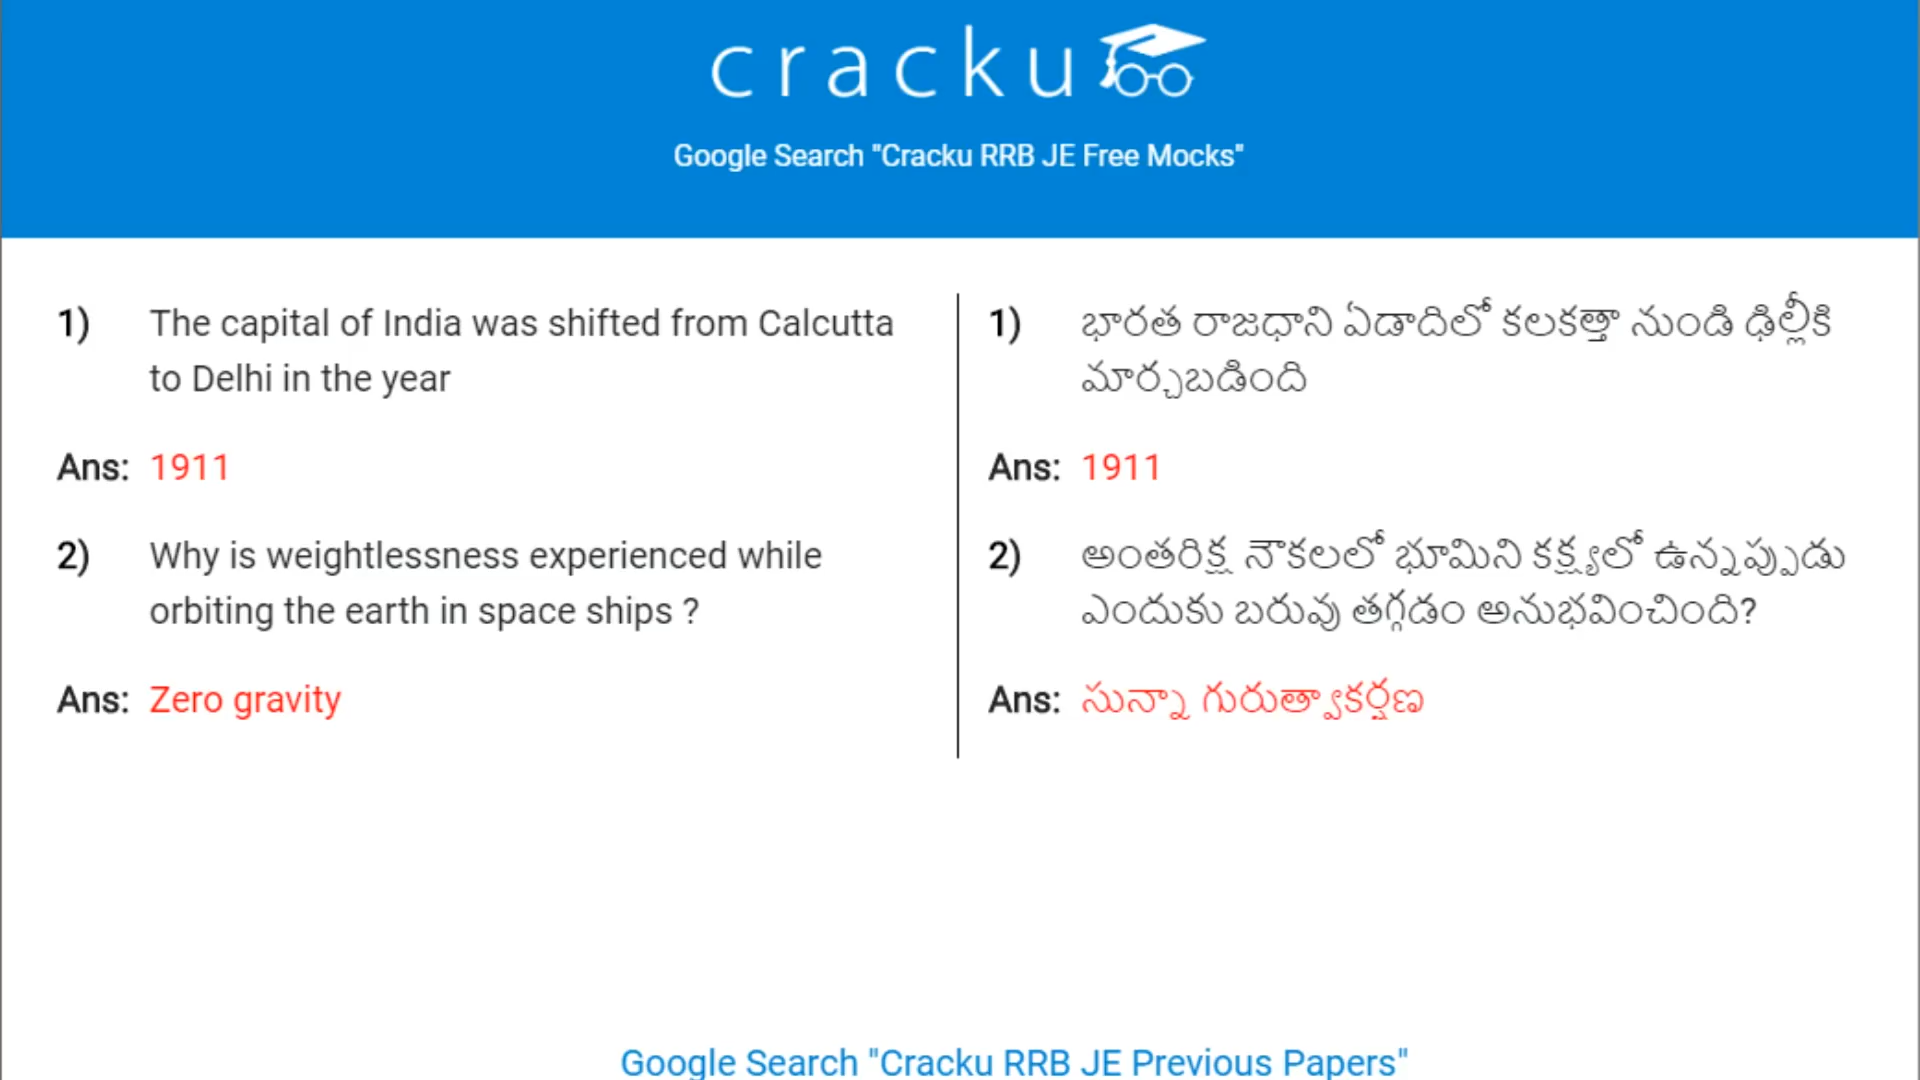 cracku
Google Search "Cracku RRB JE Free Mocks"
1) The capital of India was shifted from Calcutta
to Delhi in the year
Ans: 1911
2) Why is weightlessness experienced while
orbiting the earth in space ships ?
Ans: Zero gravity
1) భారత రాజధాని ఏడాదిలో కలకత్తా నుండి ఢిల్లీకి
మార్చబడింది
Ans: 1911
2) అంతరిక్ష నౌకలలో భూమిని కక్ష్యలో ఉన్నప్పుడు
ఎందుకు బరువు తగ్గడం అనుభవించింది?
Ans: సున్నా గురుత్వాకర్షణ
Google Search "Cracku RRB JE Previous Papers"